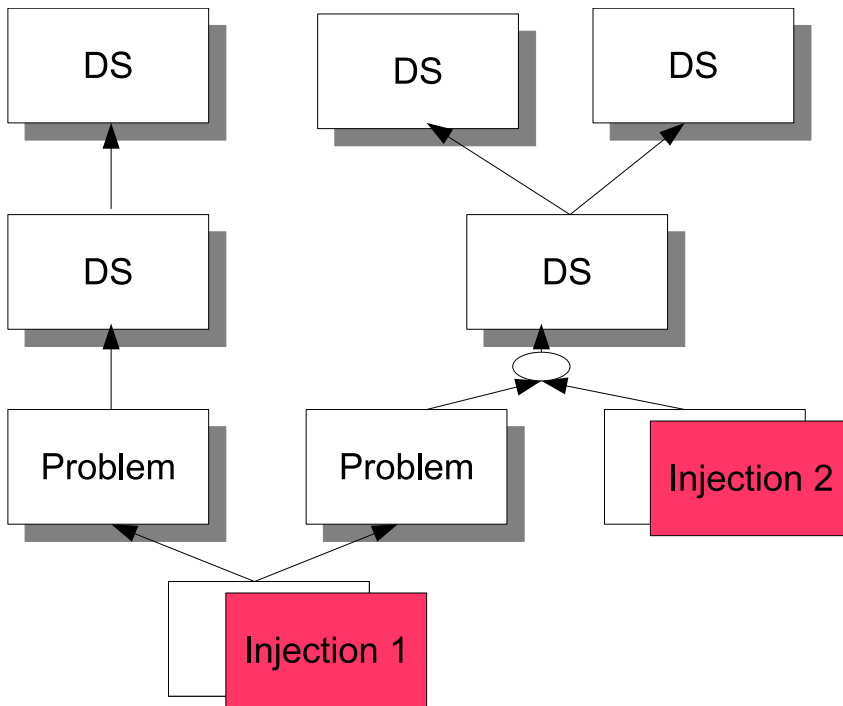 DS
DS
DS
DS
DS
Problem
Problem
Injection 2
Injection 1